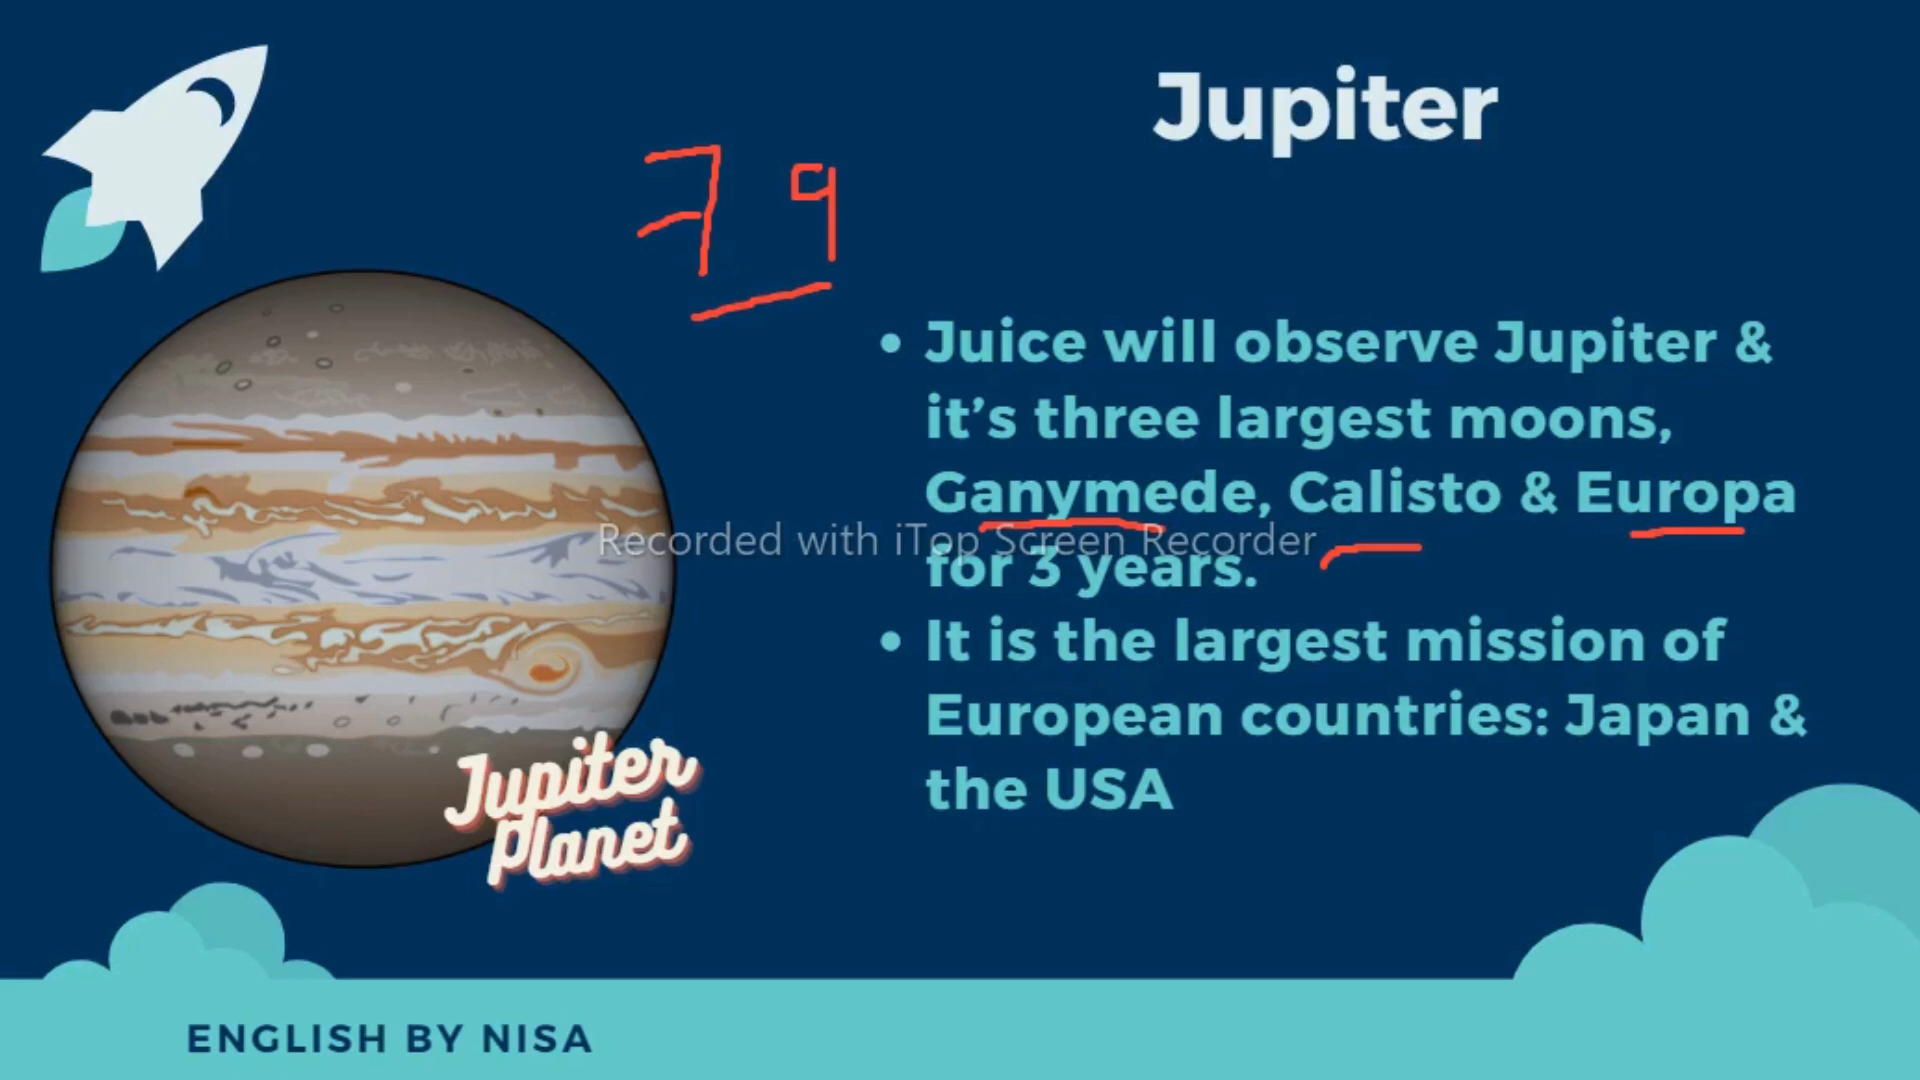 Jupiter
79
Juice will observe Jupiter &
it’s three largest moons,
Ganymede, Calisto & Europa
Recorded with iTop Screen Recorder
for 3 years.
It is the largest mission of
European countries: Japan &
the USA
Jupiter
Planet
ENGLISH BY NISA